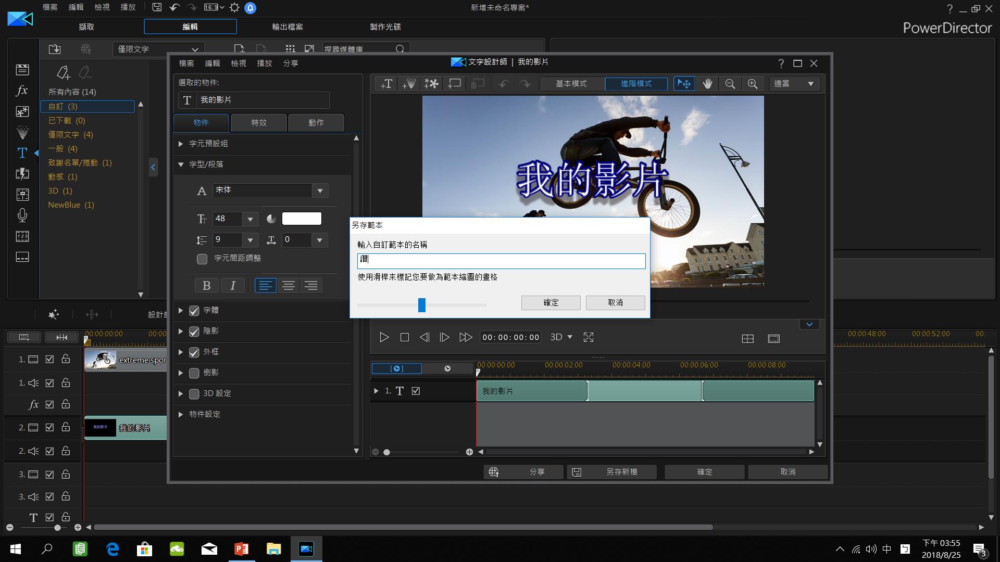 檔案 編輯 檢視 播放 16:9 新增未命名專案*
擷取 編輯 輸出檔案 製作光碟 PowerDirector
僅限文字 搜尋媒體庫
所有內容 (14)
自訂 (3)
已下載 (0)
僅限文字 (4)
一般 (4)
致謝名單/捲動 (1)
動感 (1)
3D (1)
NewBlue (1)
檔案 編輯 檢視 播放 分享 文字設計師 | 我的影片
選取的物件:
T 我的影片
物件 特效 動作
字元預設組
字型/段落
宋体
48
9 0
字元間距調整
B I
字體
陰影
外框
倒影
3D 設定
物件設定
基本模式 進階模式 適當
我的影片
另存範本
輸入自訂範本的名稱
讚
使用滑桿來標記您要做為範本縮圖的畫格
確定 取消
00:00:00:00 3D
00:00:00:00 00:00:02:00 00:00:04:00 00:00:06:00 00:00:08:00
1. T 我的影片
分享 另存新檔 確定 取消
00:00:00:00 00:00:48:00 00:00:52:00
1. extreme spor
1.
fx
2. 我的影片 我的影片
2.
3.
3.
T
中 下午 03:55
2018/8/25
3